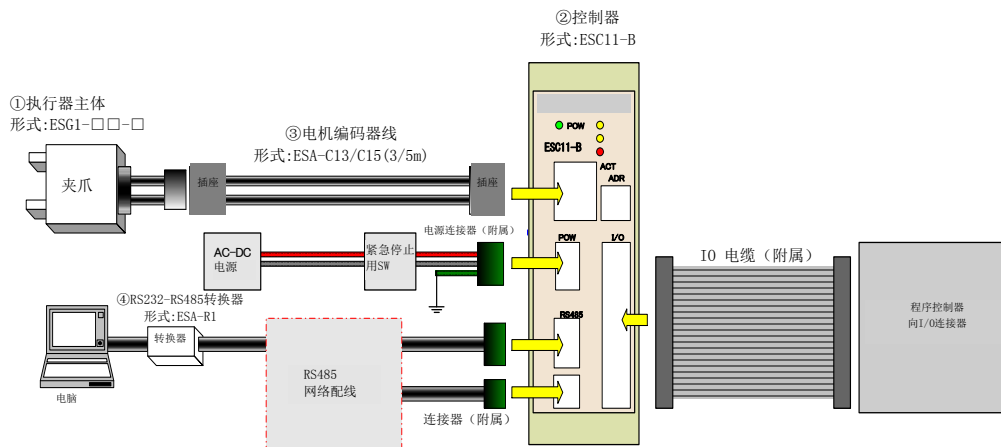 ②控制器
形式:ESC11-B
①执行器主体
形式:ESG1-□□-□
③电机编码器线
形式:ESA-C13/C15(3/5m)
夹爪
插座
插座
POW
ESC11-B
ACT
ADR
电源连接器（附属）
AC-DC
电源
紧急停止
用SW
POW
I/O
IO 电缆（附属）
程序控制器
向I/O连接器
④RS232-RS485转换器
形式:ESA-R1
转换器
RS485
电脑
RS485
网络配线
连接器（附属）